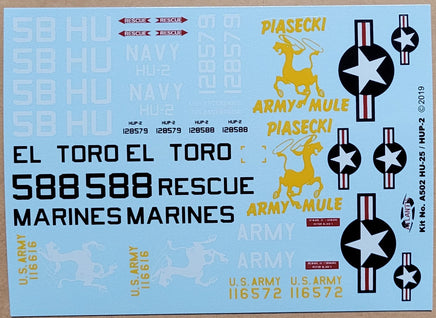 58 HU 58 HU
RESCUE RESCUE
RESCUE RESCUE
NAVY
HU-2
NAVY
HU-2
128579
128579
PIASECKI
ARMY MULE
HUP-2 HUP-2 HUP-2 HUP-2
128579 128579 128588 128588
PIASECKI
ARMY MULE
EL TORO EL TORO
588 588 RESCUE
MARINES MARINES
U.S. ARMY
116616
U.S. ARMY
116616
U.S. ARMY
116572
U.S. ARMY
116572
Kit No. A502 HU-25 / HUP-2 © 2019